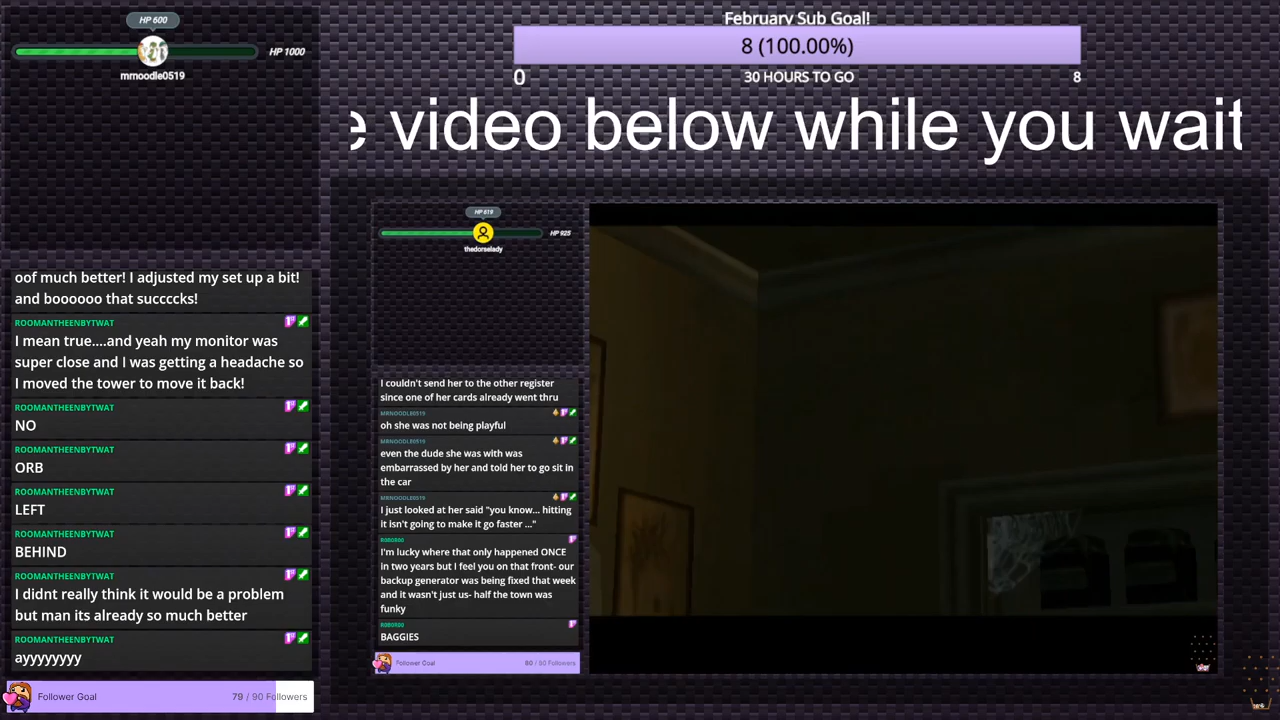 HP 600
HP 1000
mrnoodle0519
February Sub Goal!
8 (100.00%)
0
30 HOURS TO GO
8
e video below while you wait
oof much better! I adjusted my set up a bit!
and boooooo that succccks!
ROOMANTHEENBYTWAT
I mean true....and yeah my monitor was
super close and I was getting a headache so
I moved the tower to move it back!
ROOMANTHEENBYTWAT
NO
ROOMANTHEENBYTWAT
ORB
ROOMANTHEENBYTWAT
LEFT
ROOMANTHEENBYTWAT
BEHIND
ROOMANTHEENBYTWAT
I didnt really think it would be a problem
but man its already so much better
ROOMANTHEENBYTWAT
ayyyyyyyy
Follower Goal
79 / 90 Followers
HP 619
HP 925
thedorselady
I couldn't send her to the other register
since one of her cards already went thru
MRNOODLE0519
oh she was not being playful
MRNOODLE0519
even the dude she was with was
embarrassed by her and told her to go sit in
the car
MRNOODLE0519
I just looked at her said "you know... hitting
it isn't going to make it go faster ..."
I'm lucky where that only happened ONCE
in two years but I feel you on that front- our
backup generator was being fixed that week
and it wasn't just us- half the town was
funky
BAGGIES
Follower Goal
80 / 50 Followers